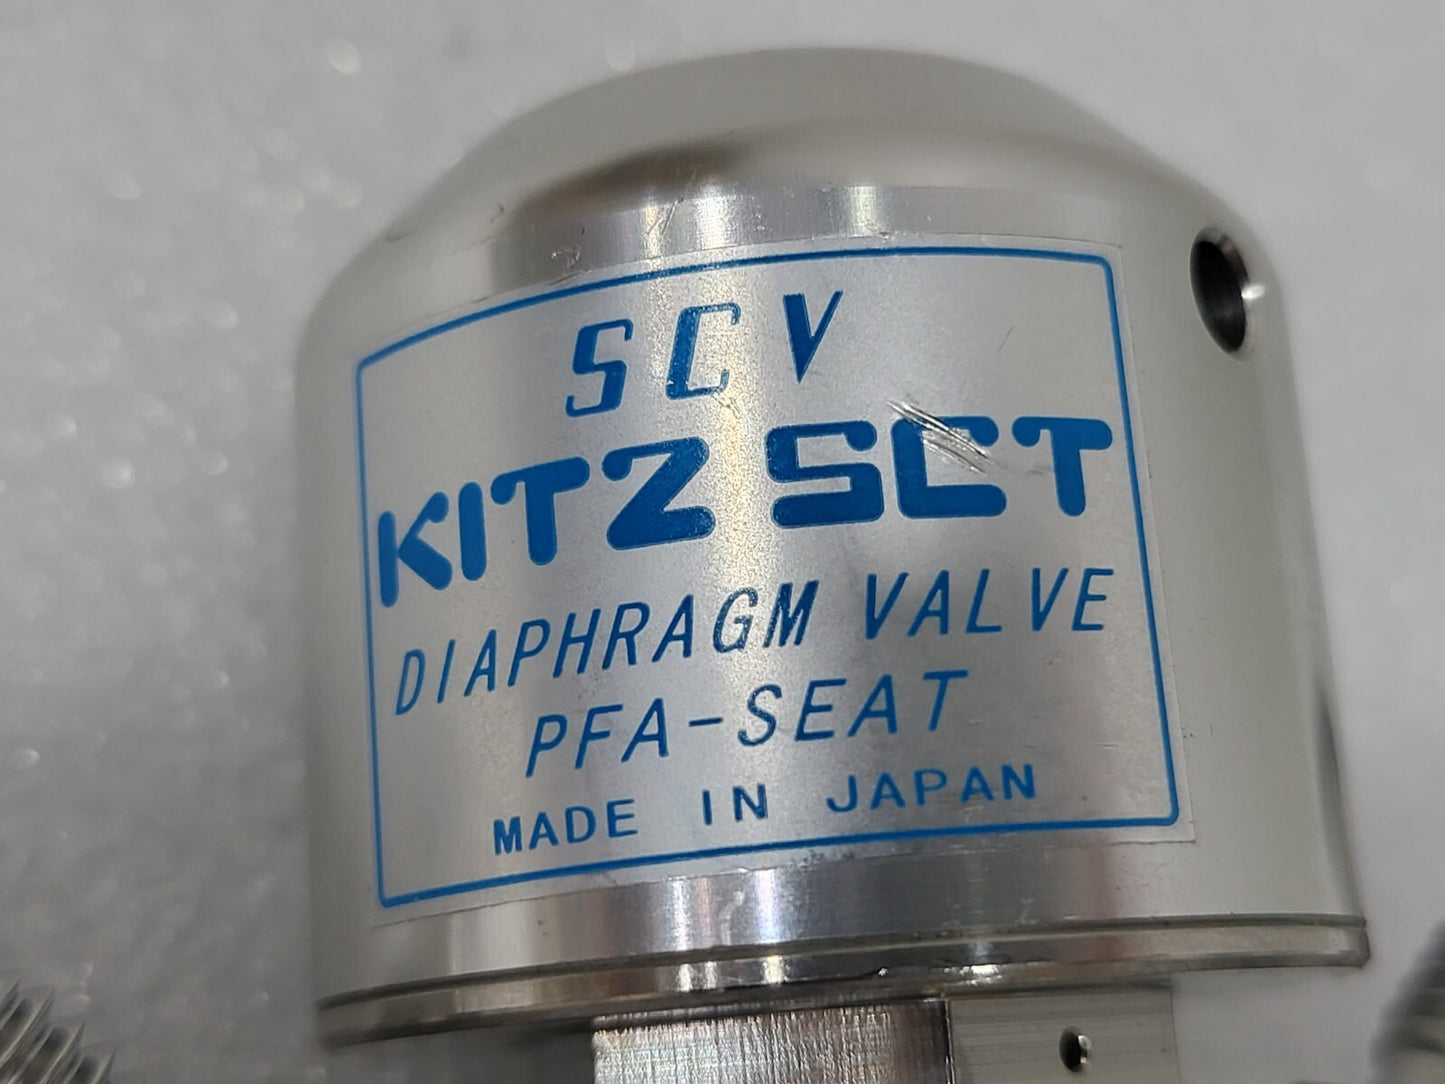 SCV
KITZ SCT
DIAPHRAGM VALVE
PFA-SEAT
MADE IN JAPAN